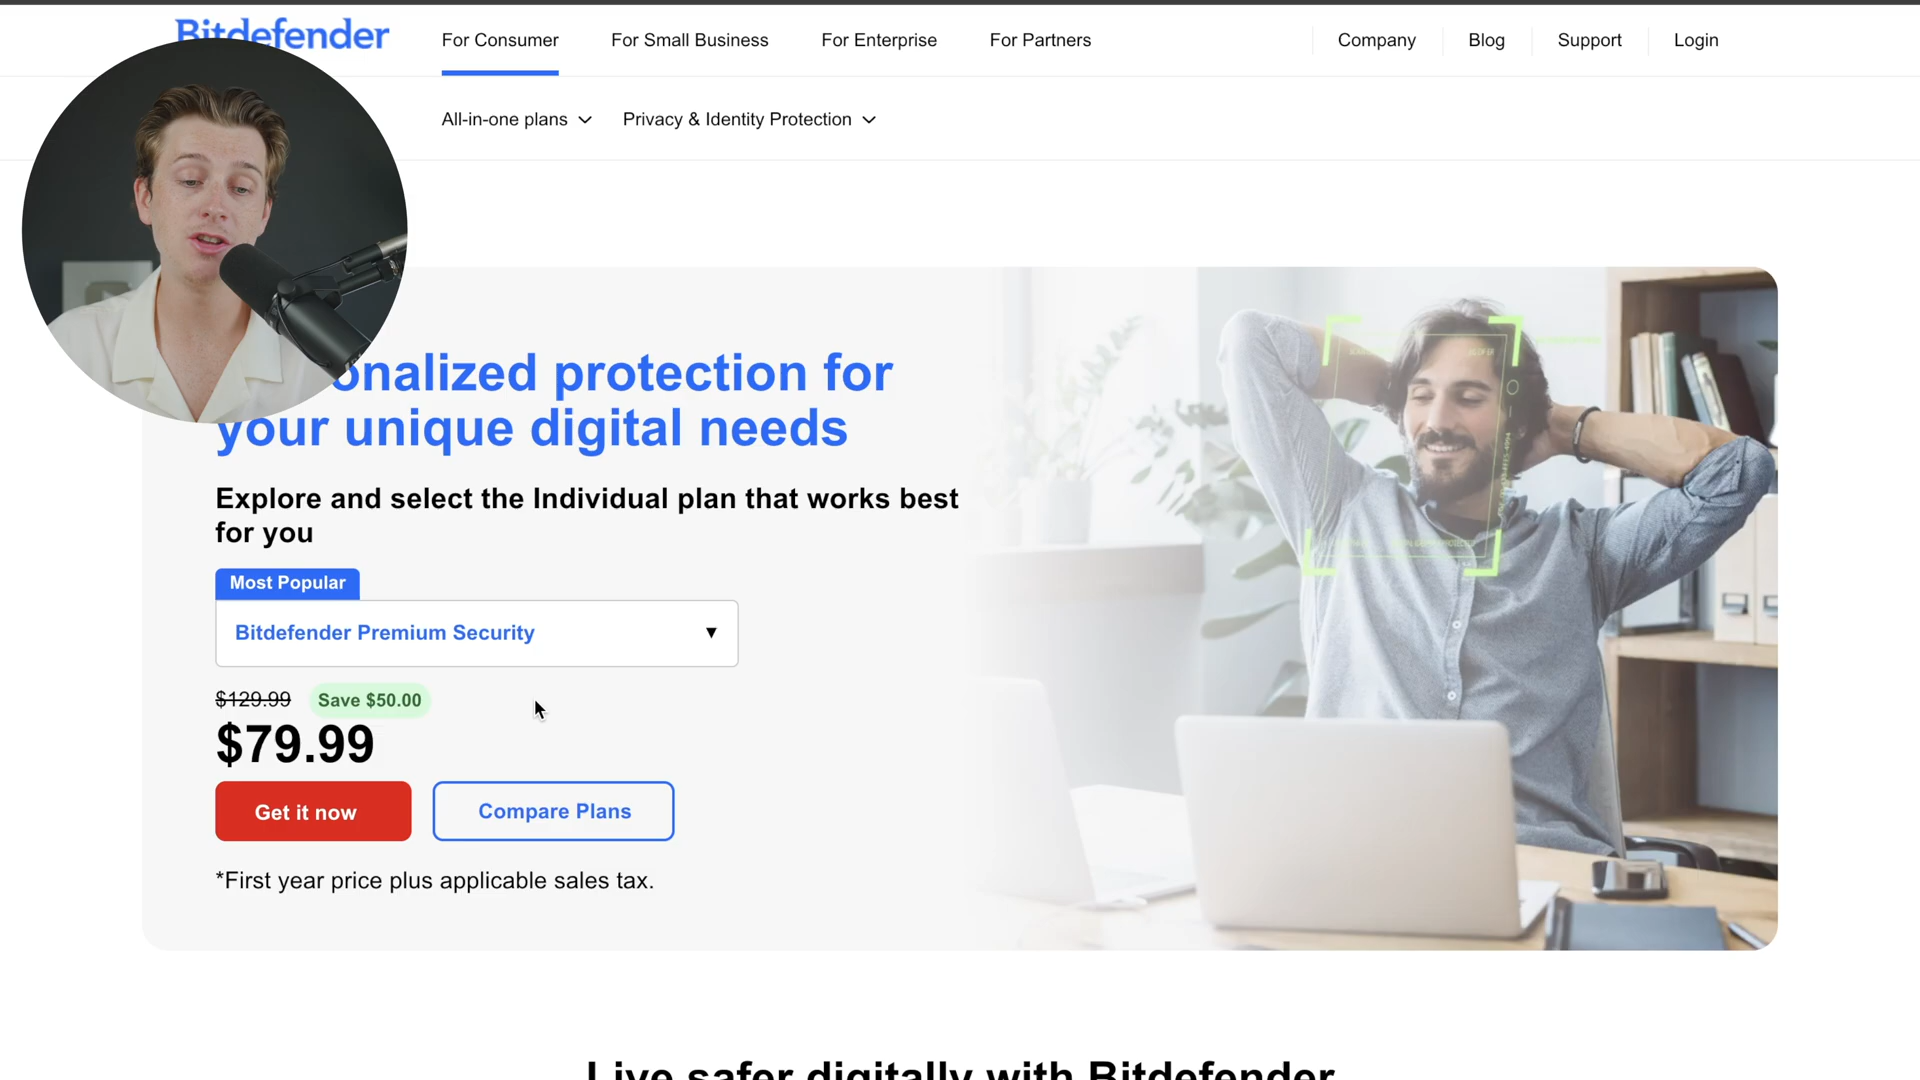 Bitdefender
For Consumer
For Small Business
For Enterprise
For Partners
Company
Blog
Support
Login
All-in-one plans
Privacy & Identity Protection
onalized protection for
your unique digital needs
Explore and select the Individual plan that works best
for you
Most Popular
Bitdefender Premium Security
$129.99 Save $50.00
$79.99
Get it now
Compare Plans
*First year price plus applicable sales tax.
Live safer digitally with Bitdefender